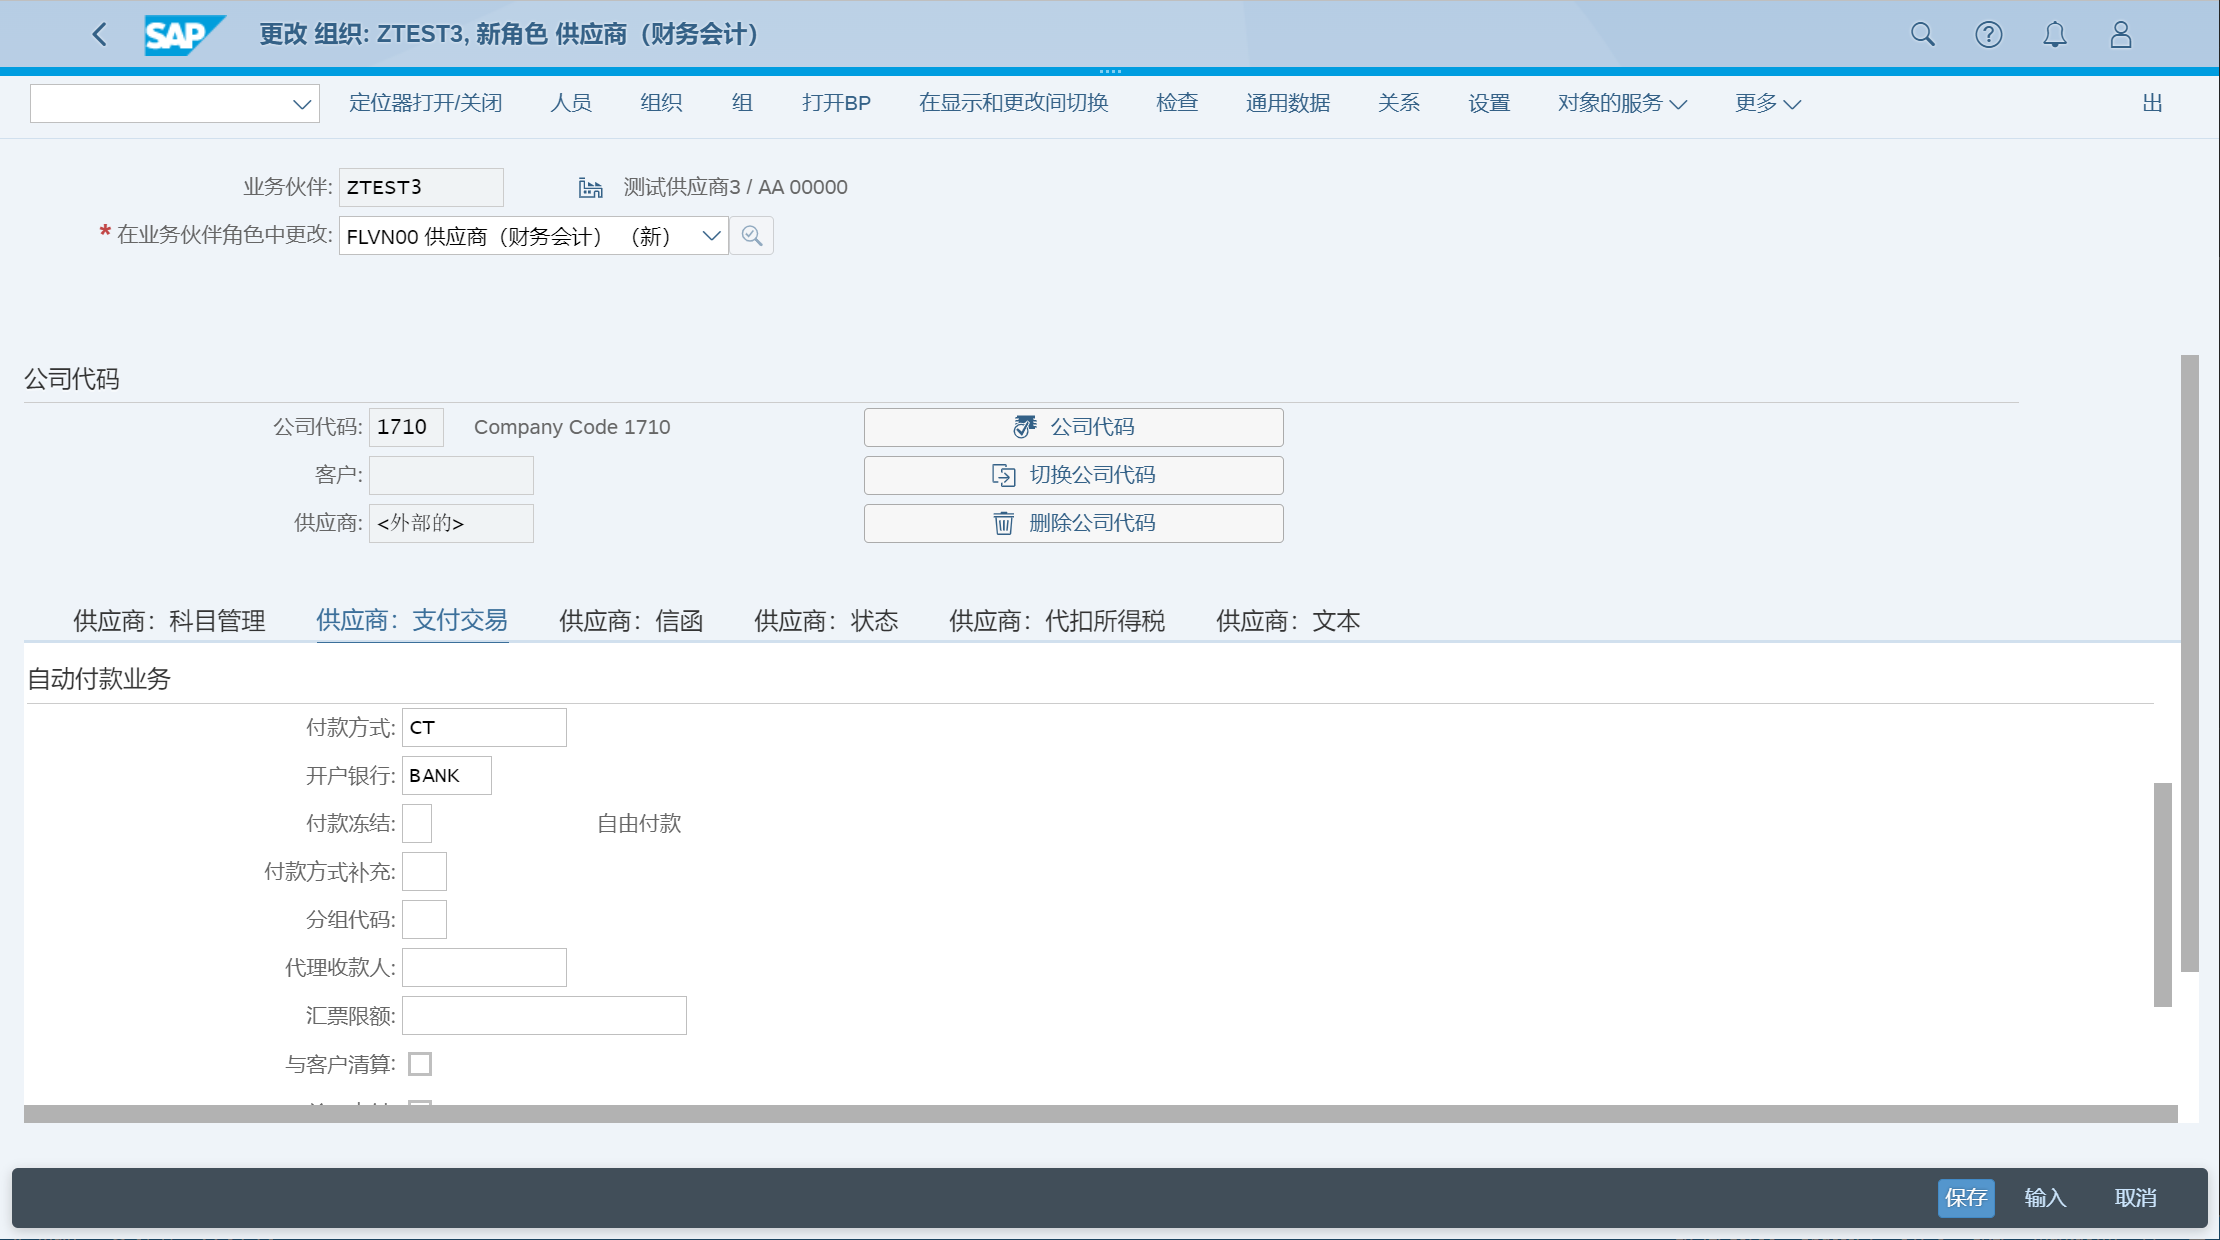 SAP 更改 组织: ZTEST3, 新角色 供应商（财务会计）
定位器打开/关闭 人员 组织 组 打开BP 在显示和更改间切换 检查 通用数据 关系 设置 对象的服务 更多 出
业务伙伴: ZTEST3 测试供应商3 / AA 00000
* 在业务伙伴角色中更改: FLVN00 供应商（财务会计） （新）
公司代码
公司代码: 1710 Company Code 1710 公司代码
客户: 切换公司代码
供应商: <外部的> 删除公司代码
供应商：科目管理 供应商：支付交易 供应商：信函 供应商：状态 供应商：代扣所得税 供应商：文本
自动付款业务
付款方式: CT
开户银行: BANK
付款冻结: 自由付款
付款方式补充:
分组代码:
代理收款人:
汇票限额:
与客户清算:
保存 输入 取消